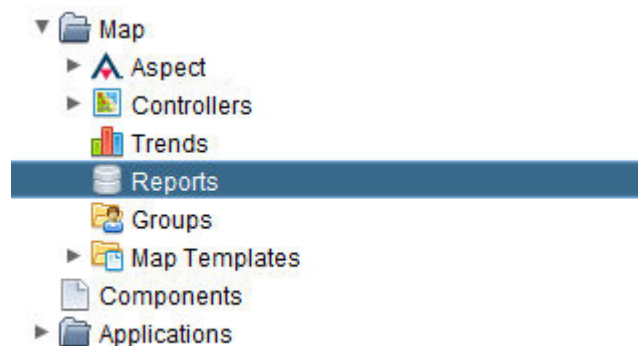 Map
Aspect
Controllers
Trends
Reports
Groups
Map Templates
Components
Applications